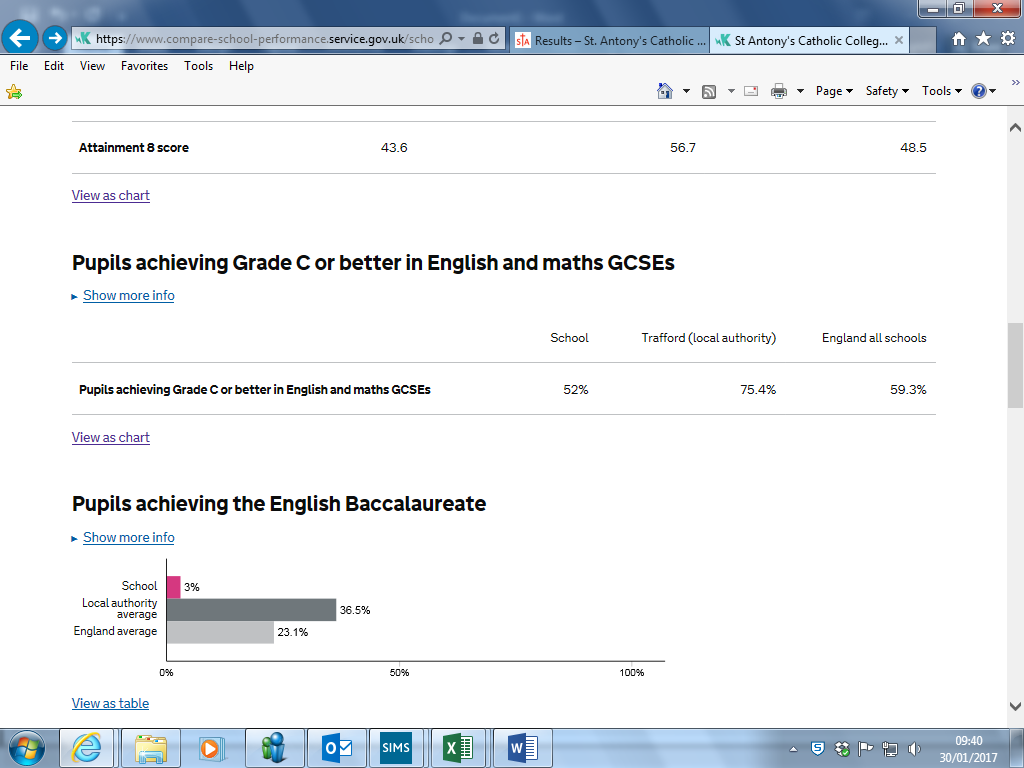 https://www.compare-school-performance.service.gov.uk/scho
Results – St. Antony's Catholic ...
St Antony's Catholic Colleg...
File Edit View Favorites Tools Help
Page Safety Tools
Attainment 8 score 43.6 56.7 48.5
View as chart
Pupils achieving Grade C or better in English and maths GCSEs
Show more info
School Trafford (local authority) England all schools
Pupils achieving Grade C or better in English and maths GCSEs 52% 75.4% 59.3%
View as chart
Pupils achieving the English Baccalaureate
Show more info
School 3%
Local authority
average 36.5%
England average 23.1%
0% 50% 100%
View as table
SIMS
09:40
30/01/2017